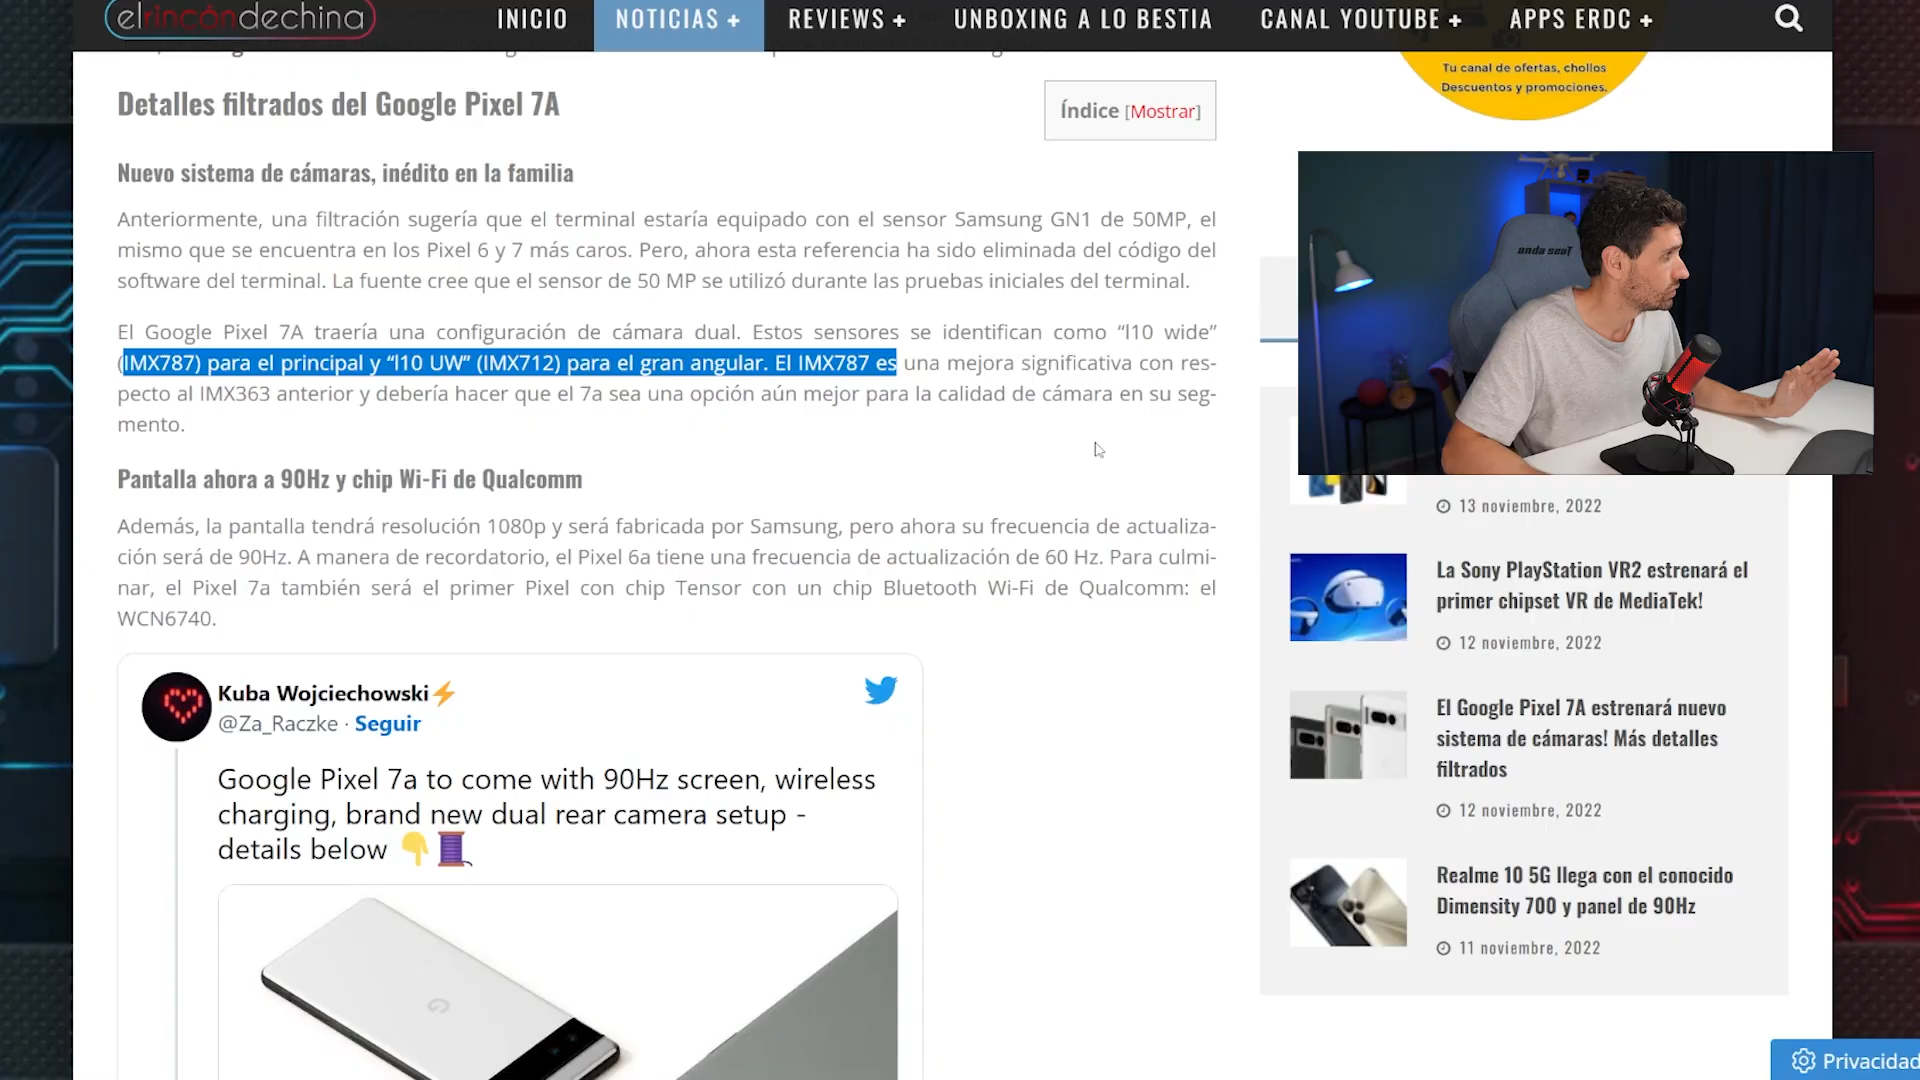 elrincóndechina
INICIO
NOTICIAS +
REVIEWS +
UNBOXING A LO BESTIA
CANAL YOUTUBE +
APPS ERDC +
Detalles filtrados del Google Pixel 7A
Índice [Mostrar]
Nuevo sistema de cámaras, inédito en la familia
Anteriormente, una filtración sugería que el terminal estaría equipado con el sensor Samsung GN1 de 50MP, el
mismo que se encuentra en los Pixel 6 y 7 más caros. Pero, ahora esta referencia ha sido eliminada del código del
software del terminal. La fuente cree que el sensor de 50 MP se utilizó durante las pruebas iniciales del terminal.
El Google Pixel 7A traería una configuración de cámara dual. Estos sensores se identifican como “l10 wide”
(IMX787) para el principal y “l10 UW” (IMX712) para el gran angular. El IMX787 es una mejora significativa con res-
pecto al IMX363 anterior y debería hacer que el 7a sea una opción aún mejor para la calidad de cámara en su seg-
mento.
Pantalla ahora a 90Hz y chip Wi-Fi de Qualcomm
Además, la pantalla tendrá resolución 1080p y será fabricada por Samsung, pero ahora su frecuencia de actualiza-
ción será de 90Hz. A manera de recordatorio, el Pixel 6a tiene una frecuencia de actualización de 60 Hz. Para culmi-
nar, el Pixel 7a también será el primer Pixel con chip Tensor con un chip Bluetooth Wi-Fi de Qualcomm: el
WCN6740.
Kuba Wojciechowski⚡
@Za_Raczke · Seguir
Google Pixel 7a to come with 90Hz screen, wireless
charging, brand new dual rear camera setup -
details below 👇🧵
Tu canal de ofertas, chollos
Descuentos y promociones.
anda seaT
13 noviembre, 2022
La Sony PlayStation VR2 estrenará el
primer chipset VR de MediaTek!
12 noviembre, 2022
El Google Pixel 7A estrenará nuevo
sistema de cámaras! Más detalles
filtrados
12 noviembre, 2022
Realme 10 5G llega con el conocido
Dimensity 700 y panel de 90Hz
11 noviembre, 2022
Privacidad